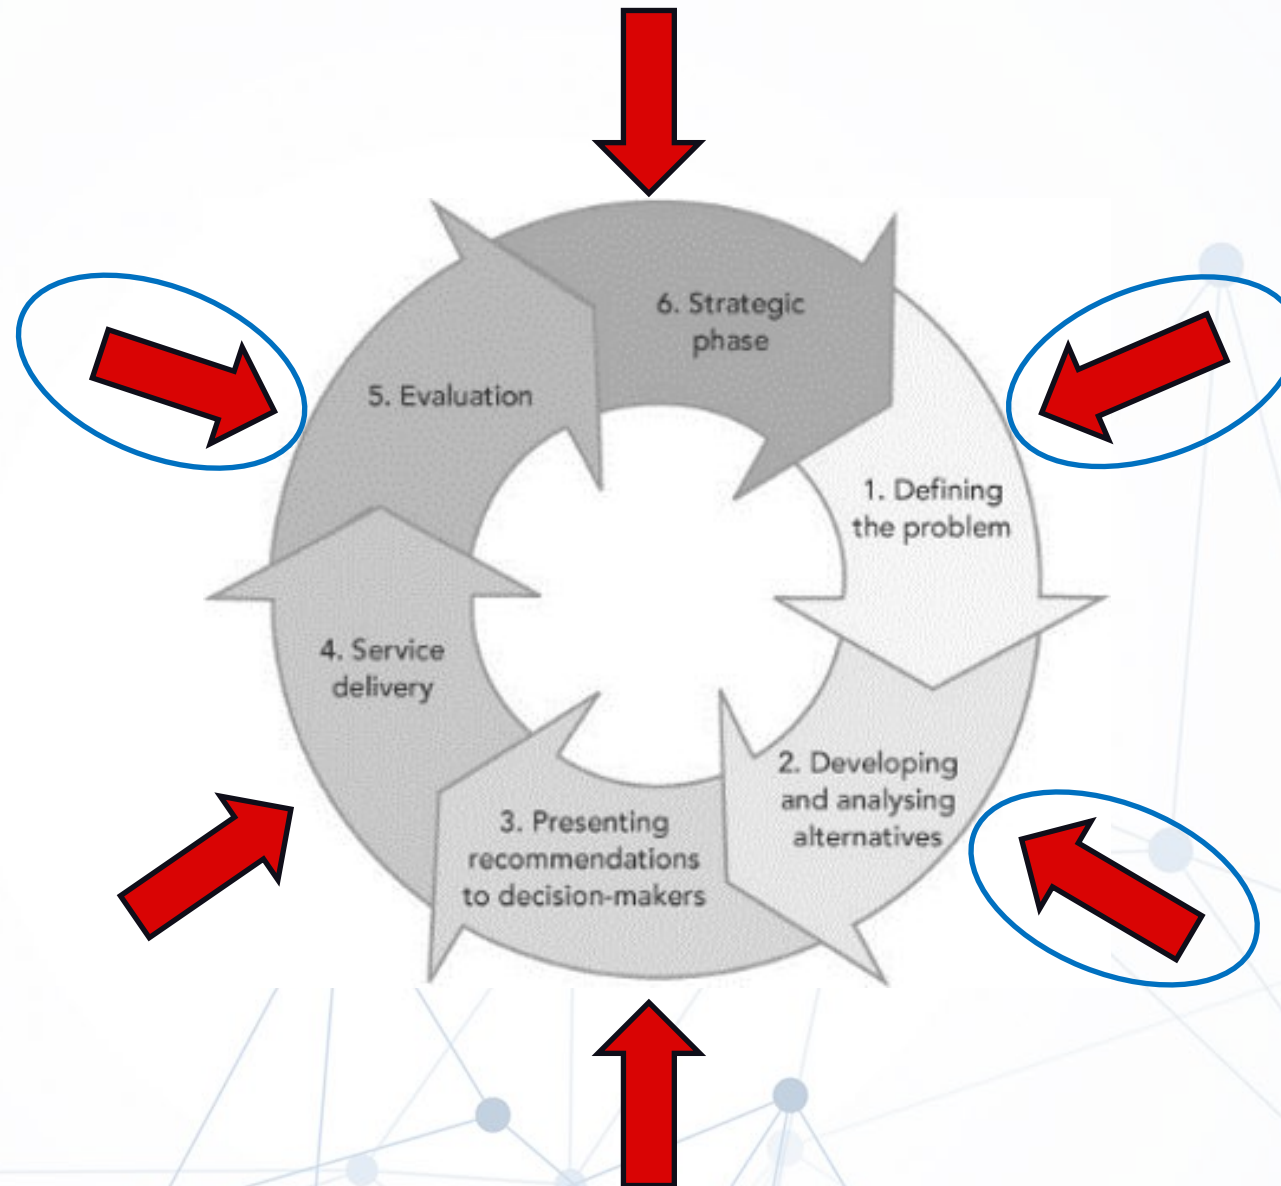 6. Strategic
phase
5. Evaluation
1. Defining
the problem
4. Service
delivery
2. Developing
and analysing
alternatives
3. Presenting
recommendations
to decision-makers